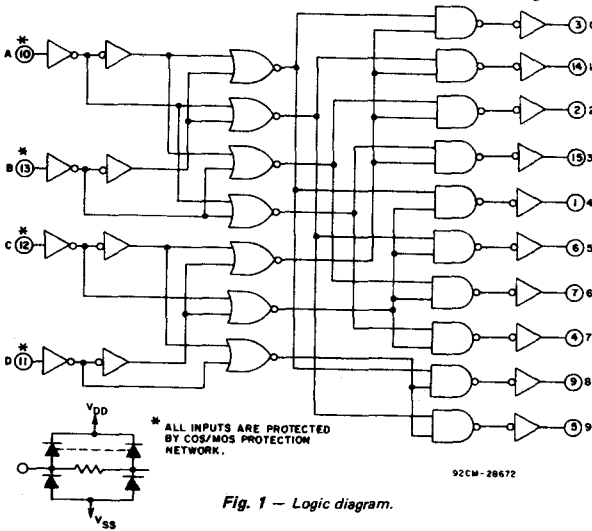 *
A 10
*
B 13
*
C 12
*
D 11
3 0
14 1
2 2
15 3
1 4
6 5
7 6
4 7
9 8
5 9
VDD
VSS
* ALL INPUTS ARE PROTECTED
BY COS/MOS PROTECTION
NETWORK.
92CM-28672
Fig. 1 — Logic diagram.